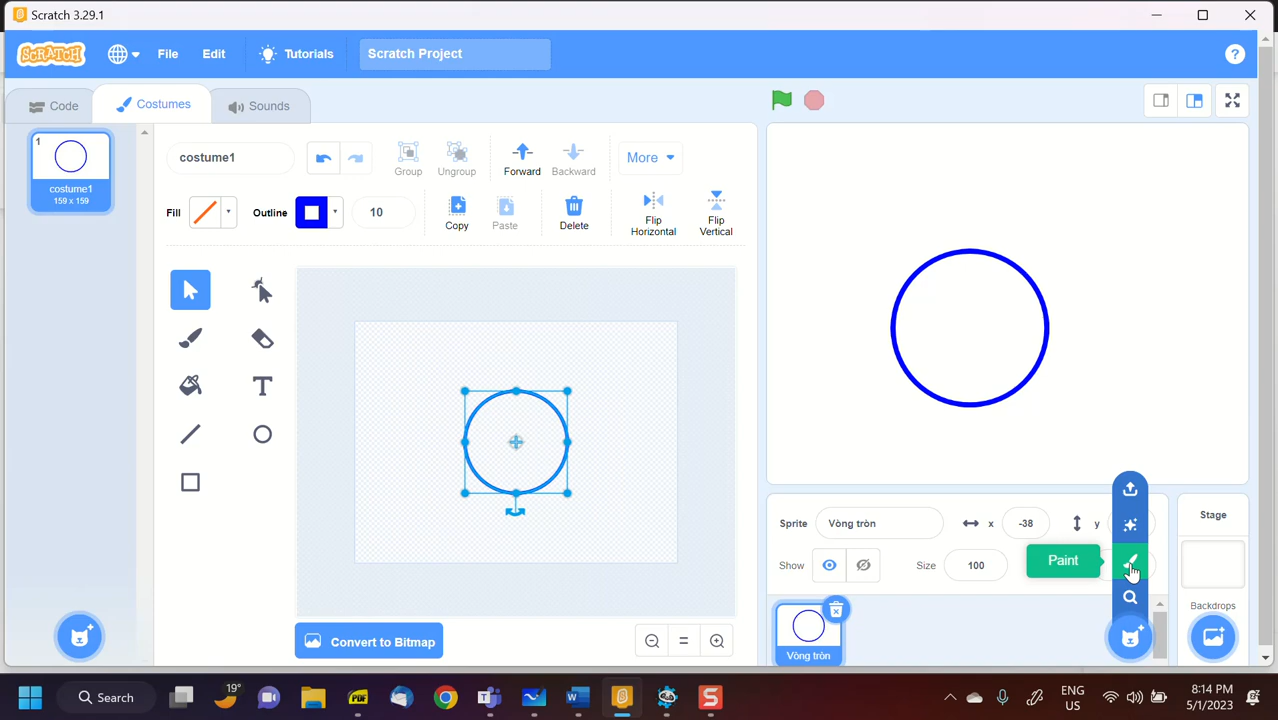 Scratch 3.29.1
SCRATCH File Edit Tutorials Scratch Project ?
Code Costumes Sounds
1
costume1
159 x 159
costume1 Group Ungroup Forward Backward More
Fill Outline 10 Copy Paste Delete Flip Horizontal Flip Vertical
T
Convert to Bitmap
Sprite Vòng tròn x -38 y
Show Size 100 Paint
Vòng tròn
Stage
Backdrops
Search
19°
PDF
ENG
US
8:14 PM
5/1/2023